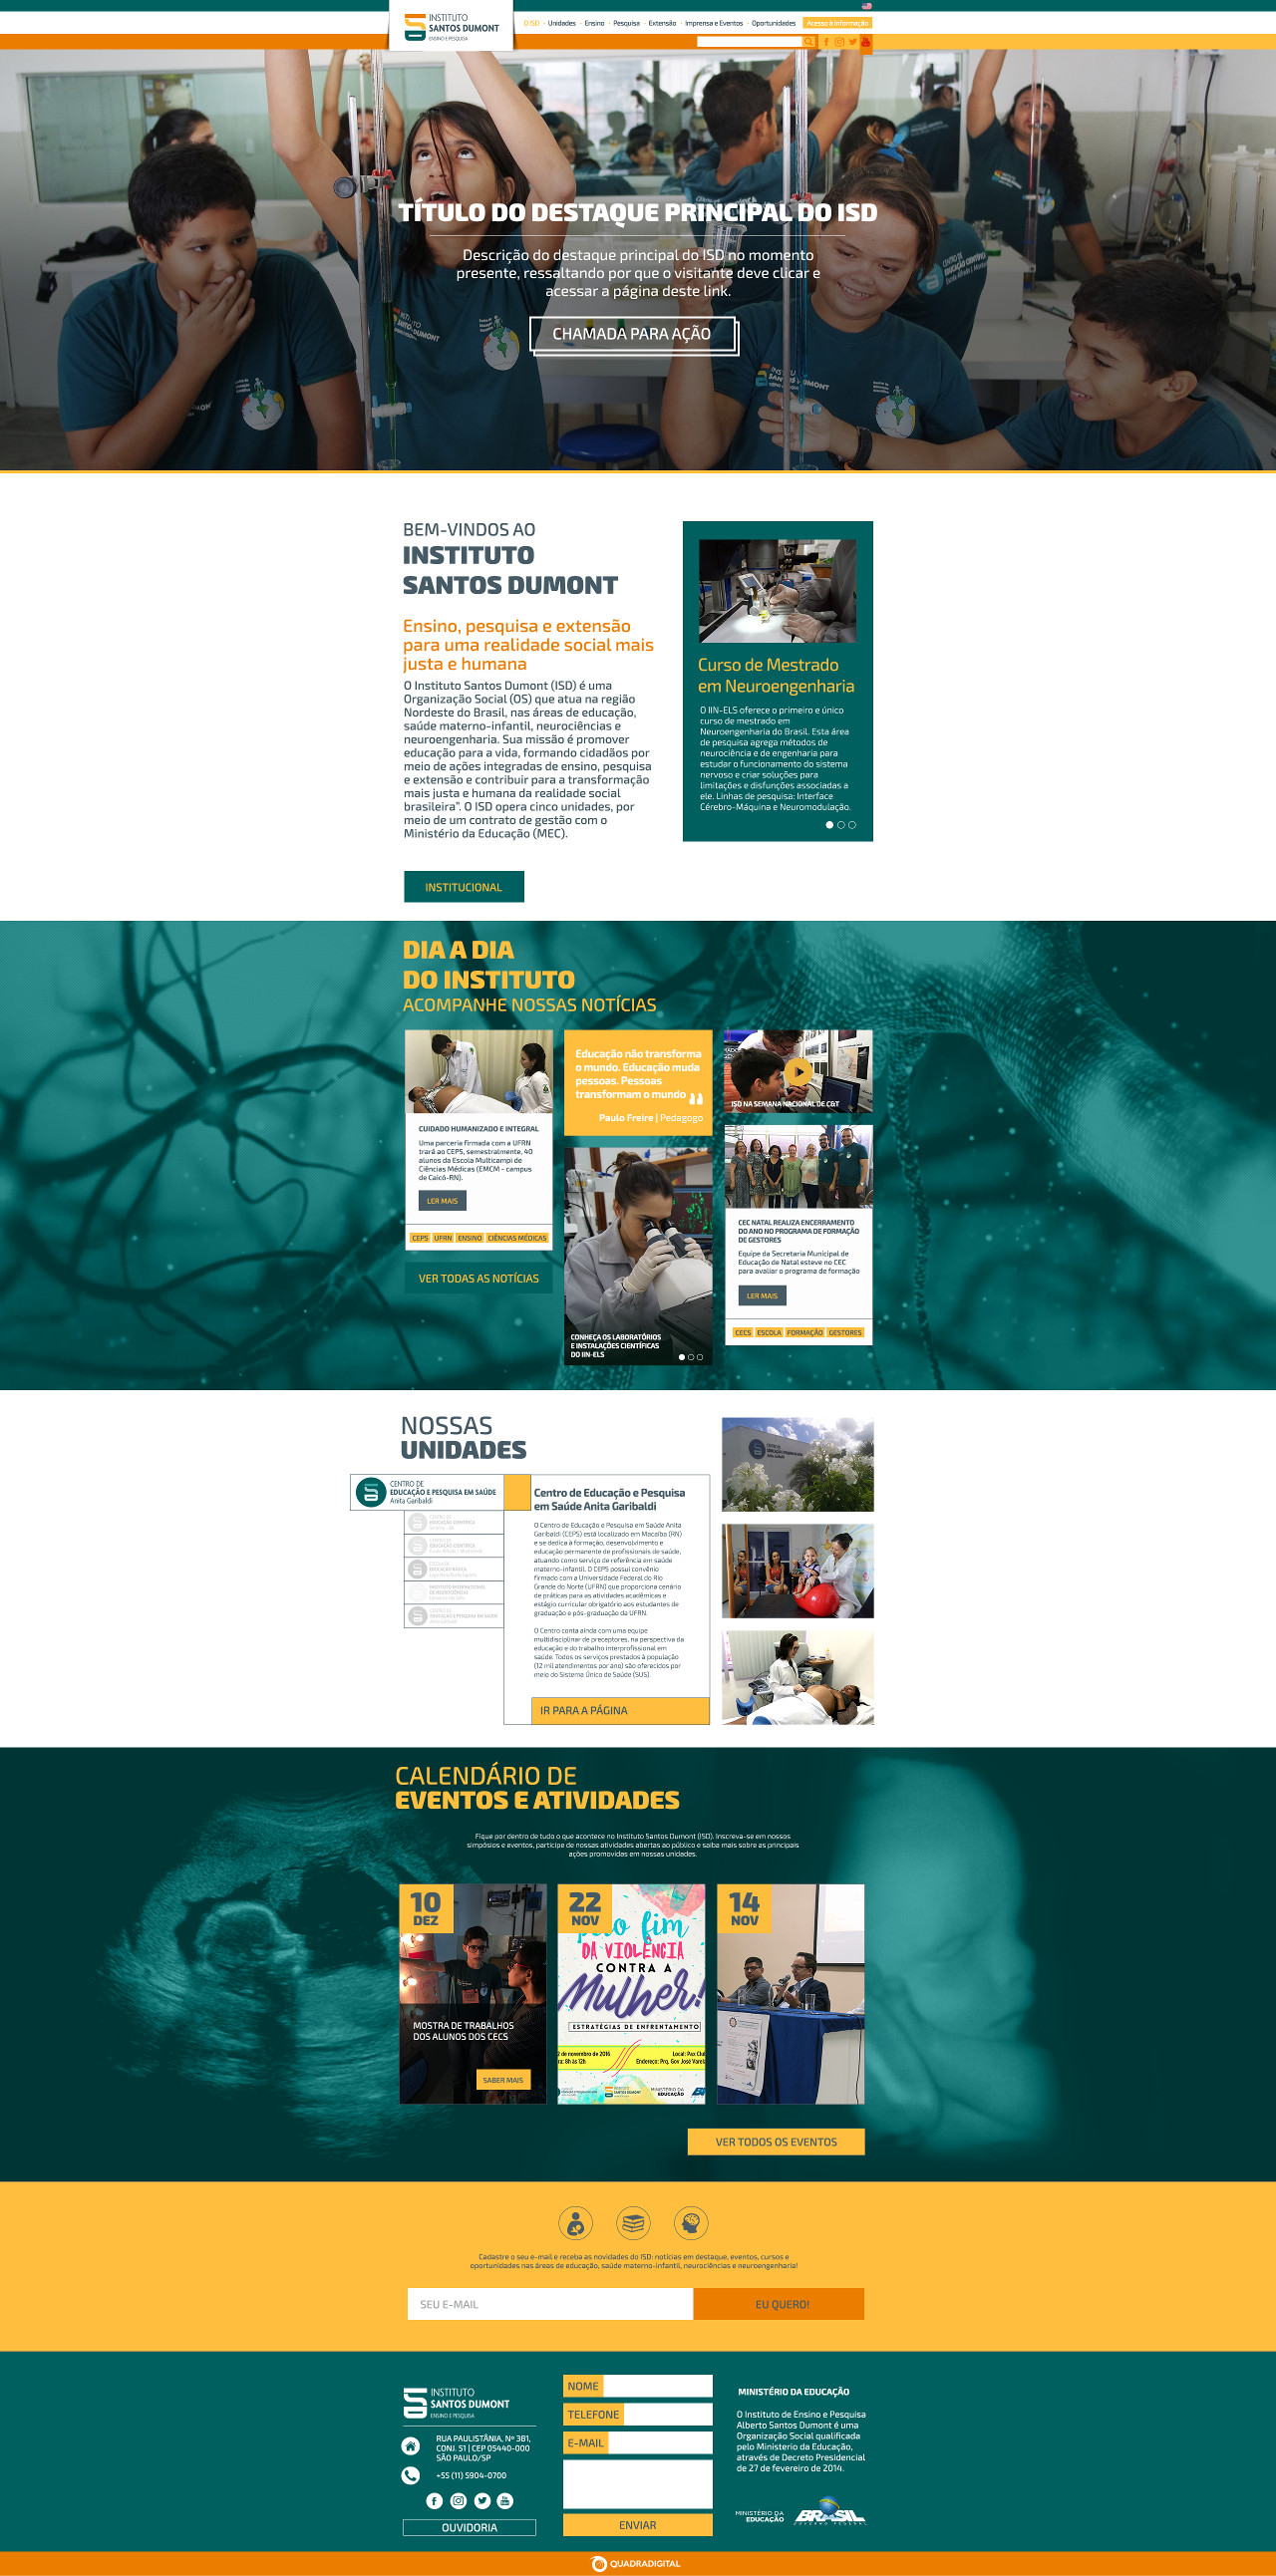 INSTITUTO
SANTOS DUMONT
ENSINO E PESQUISA
O ISD · Unidades · Ensino · Pesquisa · Extensão · Imprensa e Eventos · Oportunidades
Acesso à Informação
TÍTULO DO DESTAQUE PRINCIPAL DO ISD
Descrição do destaque principal do ISD no momento
presente, ressaltando por que o visitante deve clicar e
acessar a página deste link.
CHAMADA PARA AÇÃO
BEM-VINDOS AO
INSTITUTO
SANTOS DUMONT
Ensino, pesquisa e extensão
para uma realidade social mais
justa e humana
O Instituto Santos Dumont (ISD) é uma
Organização Social (OS) que atua na região
Nordeste do Brasil, nas áreas de educação,
saúde materno-infantil, neurociências e
neuroengenharia. Sua missão é promover
educação para a vida, formando cidadãos por
meio de ações integradas de ensino, pesquisa
e extensão e contribuir para a transformação
mais justa e humana da realidade social
brasileira”. O ISD opera cinco unidades, por
meio de um contrato de gestão com o
Ministério da Educação (MEC).
INSTITUCIONAL
Curso de Mestrado
em Neuroengenharia
O IIN-ELS oferece o primeiro e único
curso de mestrado em
Neuroengenharia do Brasil. Esta área
de pesquisa agrega métodos de
neurociência e de engenharia para
estudar o funcionamento do sistema
nervoso e criar soluções para
limitações e disfunções associadas a
ele. Linhas de pesquisa: Interface
Cérebro-Máquina e Neuromodulação.
DIA A DIA
DO INSTITUTO
ACOMPANHE NOSSAS NOTÍCIAS
CUIDADO HUMANIZADO E INTEGRAL
Uma parceria firmada com a UFRN
trará ao CEPS, semestralmente, 40
alunos da Escola Multicampi de
Ciências Médicas (EMCM - campus
de Caicó-RN).
LER MAIS
CEPS UFRN ENSINO CIÊNCIAS MÉDICAS
VER TODAS AS NOTÍCIAS
Educação não transforma
o mundo. Educação muda
pessoas. Pessoas
transformam o mundo
Paulo Freire | Pedagogo
CONHEÇA OS LABORATÓRIOS
E INSTALAÇÕES CIENTÍFICAS
DO IIN-ELS
ISD NA SEMANA NACIONAL DE C&T
CEC NATAL REALIZA ENCERRAMENTO
DO ANO NO PROGRAMA DE FORMAÇÃO
DE GESTORES
Equipe da Secretaria Municipal de
Educação de Natal esteve no CEC
para avaliar o programa de formação
LER MAIS
CECS ESCOLA FORMAÇÃO GESTORES
NOSSAS
UNIDADES
CENTRO DE
EDUCAÇÃO E PESQUISA EM SAÚDE
Anita Garibaldi
Centro de Educação e Pesquisa
em Saúde Anita Garibaldi
O Centro de Educação e Pesquisa em Saúde Anita
Garibaldi (CEPS) está localizado em Macaíba (RN)
e se dedica à formação, desenvolvimento e
educação permanente de profissionais de saúde,
atuando como serviço de referência em saúde
materno-infantil. O CEPS possui convênio
firmado com a Universidade Federal do Rio
Grande do Norte (UFRN) que proporciona cenário
de práticas para as atividades acadêmicas e
estágio curricular obrigatório aos estudantes de
graduação e pós-graduação da UFRN.
O Centro conta ainda com uma equipe
multidisciplinar de preceptores, na perspectiva da
educação e do trabalho interprofissional em
saúde. Todos os serviços prestados à população
(12 mil atendimentos por ano) são oferecidos por
meio do Sistema Único de Saúde (SUS).
IR PARA A PÁGINA
CALENDÁRIO DE
EVENTOS E ATIVIDADES
Fique por dentro de tudo o que acontece no Instituto Santos Dumont (ISD). Inscreva-se em nossos
simpósios e eventos, participe de nossas atividades abertas ao público e saiba mais sobre as principais
ações promovidas em nossas unidades.
10
DEZ
MOSTRA DE TRABALHOS
DOS ALUNOS DOS CECS
SABER MAIS
22
NOV
pelo fim
DA VIOLÊNCIA
CONTRA A
Mulher!
ESTRATÉGIAS DE ENFRENTAMENTO
2 de novembro de 2016
ra: 8h às 12h
Local: Pax Clu
Endereço: Prç. Gov José Varela
SANTOS DUMONT
MINISTÉRIO DA
EDUCAÇÃO
14
NOV
VER TODOS OS EVENTOS
Cadastre o seu e-mail e receba as novidades do ISD: notícias em destaque, eventos, cursos e
oportunidades nas áreas de educação, saúde materno-infantil, neurociências e neuroengenharia!
SEU E-MAIL
EU QUERO!
INSTITUTO
SANTOS DUMONT
ENSINO E PESQUISA
RUA PAULISTÂNIA, Nº 381,
CONJ. 51 | CEP 05440-000
SÃO PAULO/SP
+55 (11) 5904-0700
OUVIDORIA
NOME
TELEFONE
E-MAIL
ENVIAR
MINISTÉRIO DA EDUCAÇÃO
O Instituto de Ensino e Pesquisa
Alberto Santos Dumont é uma
Organização Social qualificada
pelo Ministerio da Educação,
através de Decreto Presidencial
de 27 de fevereiro de 2014.
MINISTÉRIO DA
EDUCAÇÃO
BRASIL
GOVERNO FEDERAL
QUADRADIGITAL